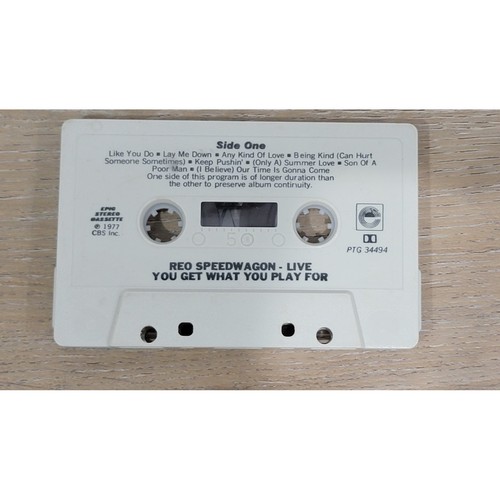 Side One
Like You Do ▪ Lay Me Down ▪ Any Kind Of Love ▪ Being Kind (Can Hurt
Someone Sometimes) ▪ Keep Pushin' ▪ (Only A) Summer Love ▪ Son Of A
Poor Man ▪ (I Believe) Our Time Is Gonna Come
One side of this program is of longer duration than
the other to preserve album continuity.
EPIC
STEREO
CASSETTE
℗ 1977
CBS Inc.
PTG 34494
REO SPEEDWAGON - LIVE
YOU GET WHAT YOU PLAY FOR